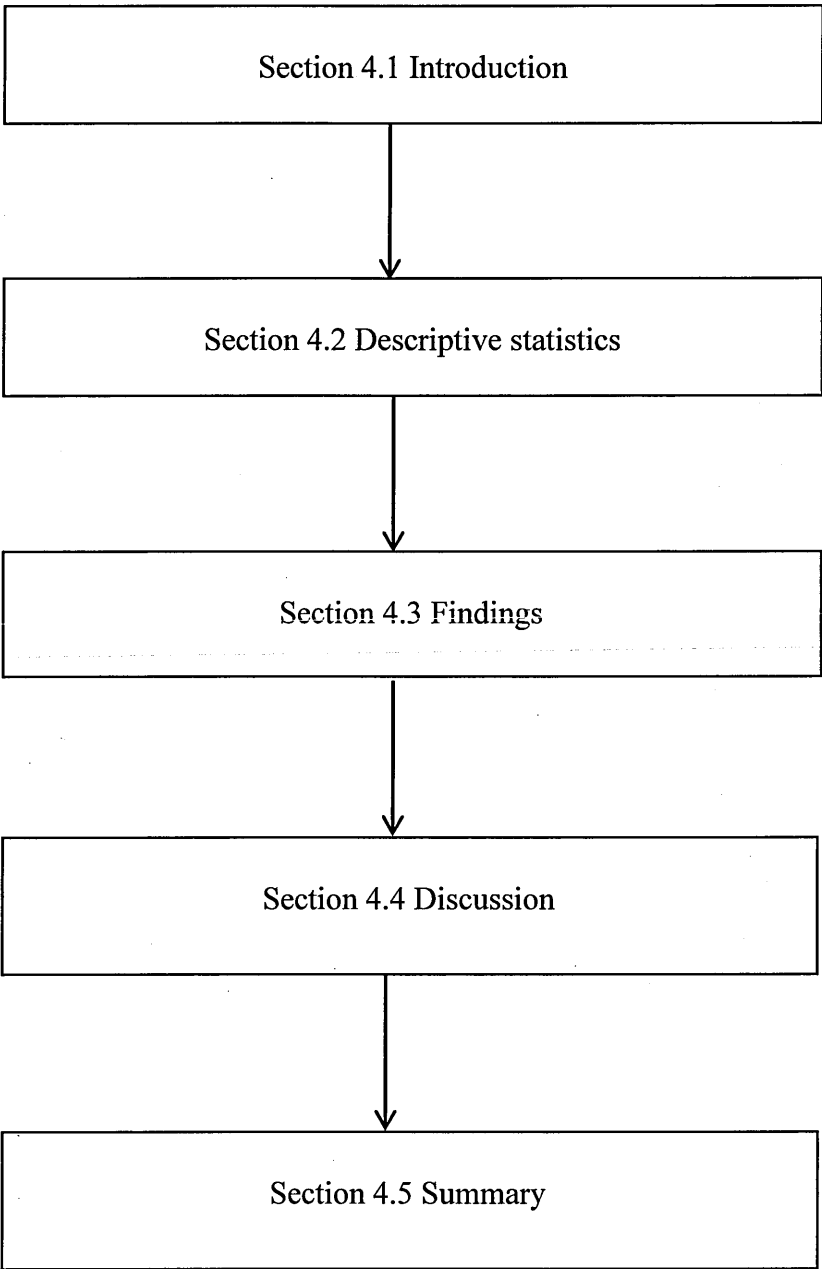 Section 4.1 Introduction
Section 4.2 Descriptive statistics
Section 4.3 Findings
Section 4.4 Discussion
Section 4.5 Summary